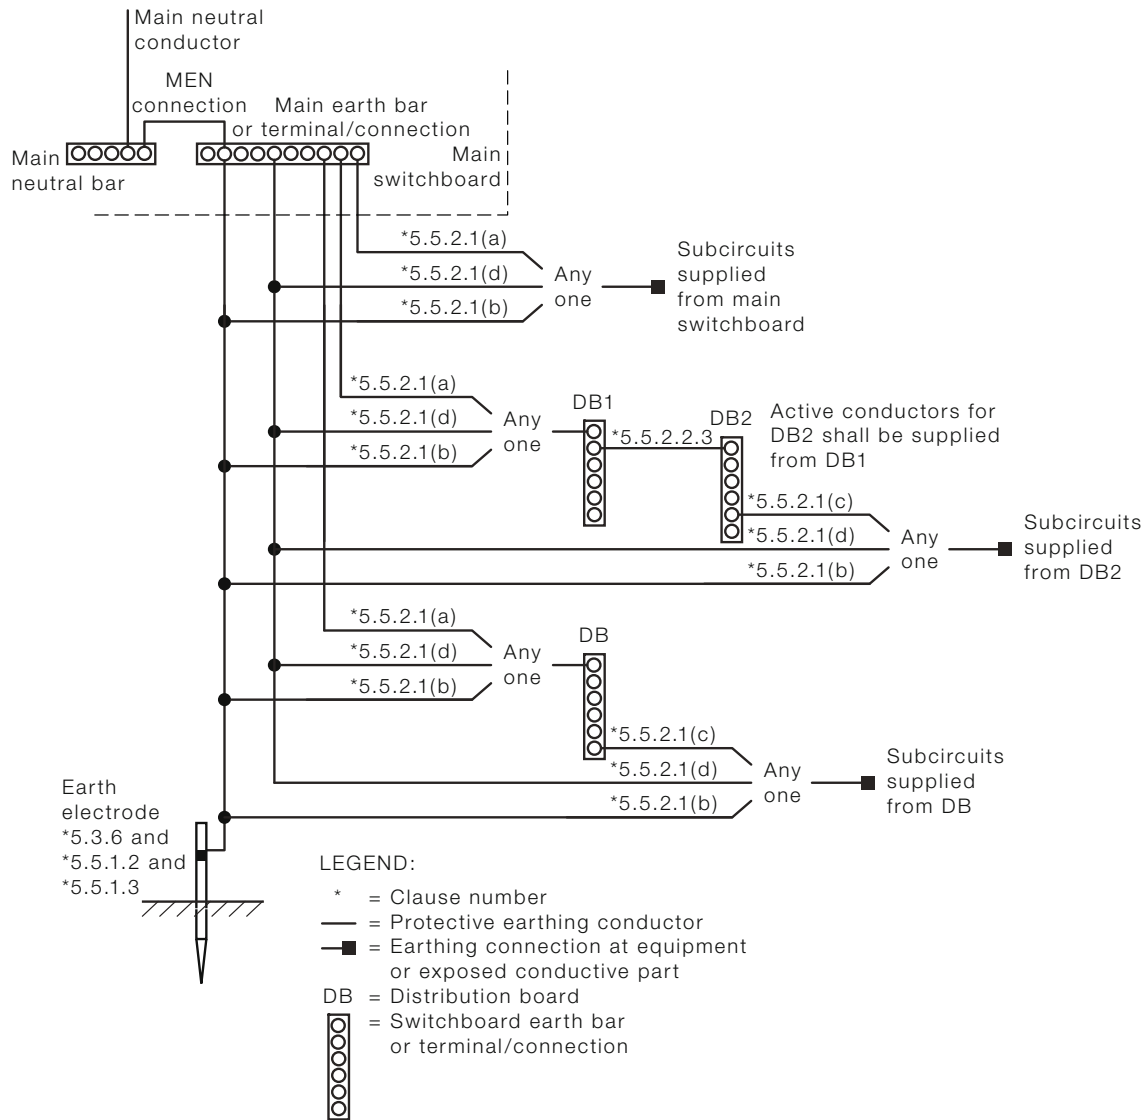 Main neutral
conductor
MEN
connection
Main earth bar
or terminal/connection
Main
neutral bar
Main
switchboard
*5.5.2.1(a)
*5.5.2.1(d)
*5.5.2.1(b)
Any
one
Subcircuits
supplied
from main
switchboard
*5.5.2.1(a)
*5.5.2.1(d)
*5.5.2.1(b)
Any
one
DB1
*5.5.2.2.3
DB2
Active conductors for
DB2 shall be supplied
from DB1
*5.5.2.1(c)
*5.5.2.1(d)
*5.5.2.1(b)
Any
one
Subcircuits
supplied
from DB2
*5.5.2.1(a)
*5.5.2.1(d)
*5.5.2.1(b)
Any
one
DB
*5.5.2.1(c)
*5.5.2.1(d)
*5.5.2.1(b)
Any
one
Subcircuits
supplied
from DB
Earth
electrode
*5.3.6 and
*5.5.1.2 and
*5.5.1.3
LEGEND:
* = Clause number
= Protective earthing conductor
= Earthing connection at equipment
or exposed conductive part
DB = Distribution board
= Switchboard earth bar
or terminal/connection